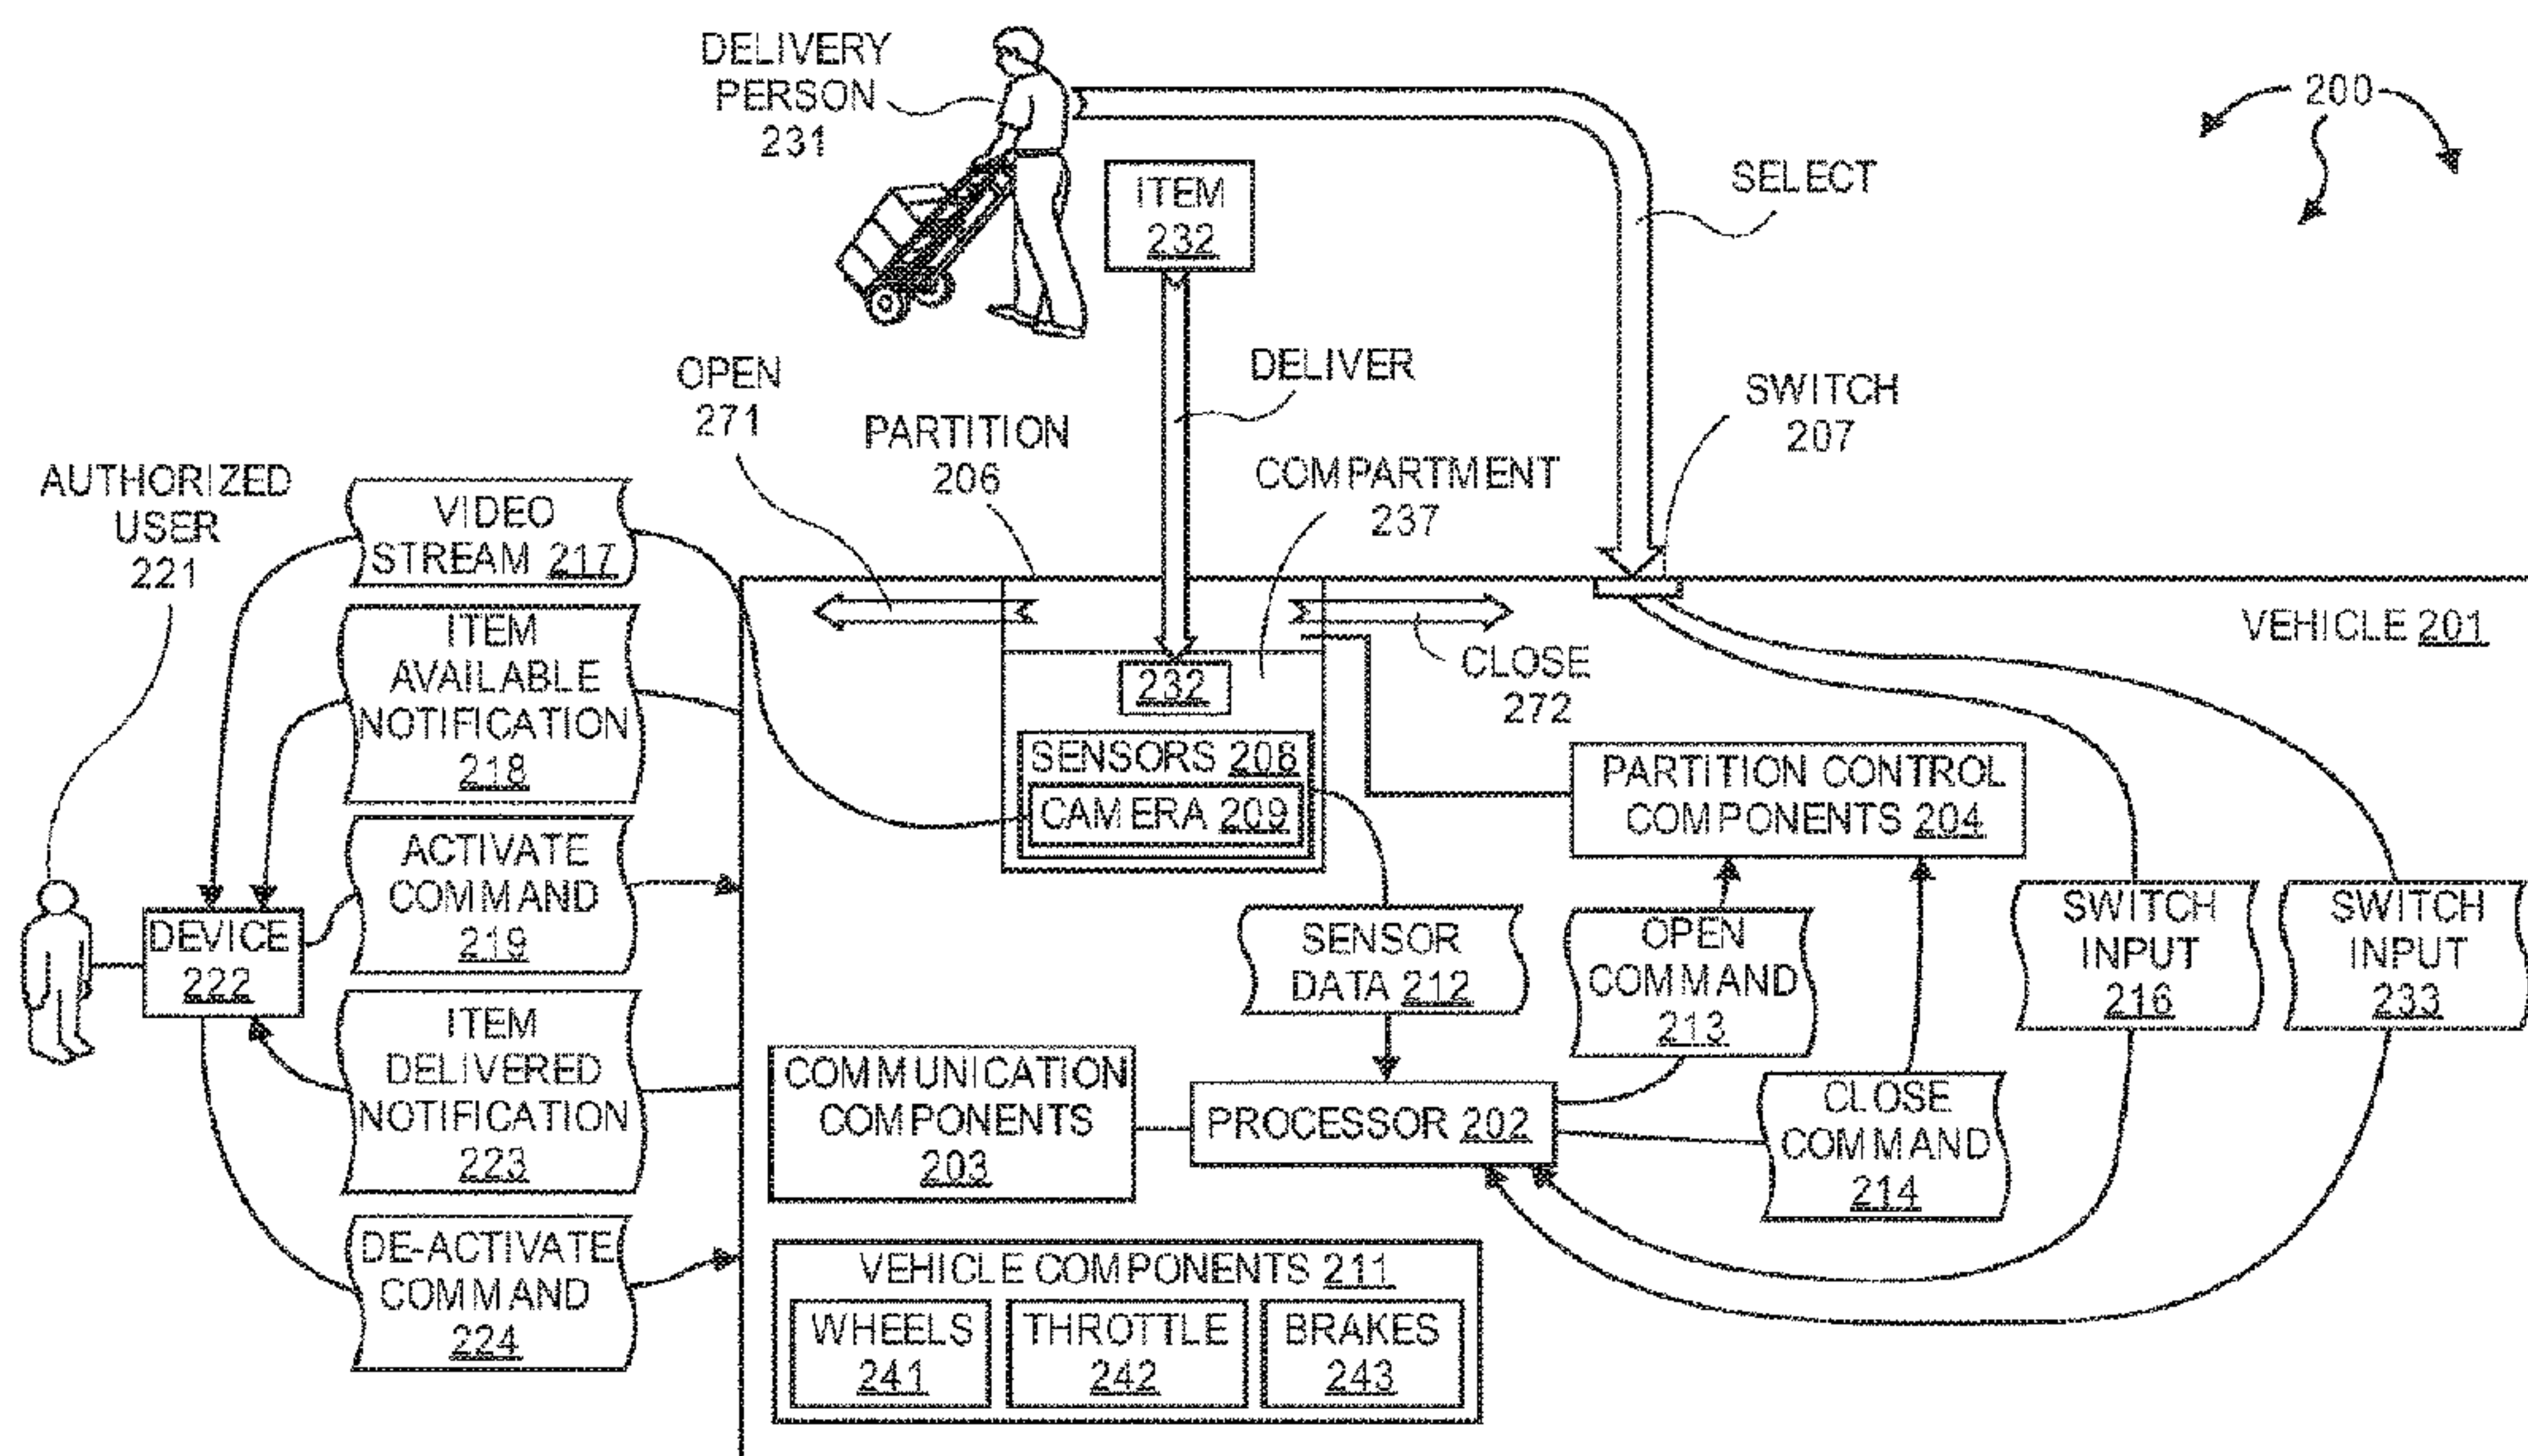 DELIVERY
PERSON
231
200
SELECT
ITEM
232
OPEN
271
DELIVER
SWITCH
207
PARTITION
206
COMPARTMENT
237
AUTHORIZED
USER
221
VIDEO
STREAM 217
VEHICLE 201
CLOSE
272
232
ITEM
AVAILABLE
NOTIFICATION
218
SENSORS 208
CAMERA 209
PARTITION CONTROL
COMPONENTS 204
ACTIVATE
COMMAND
219
DEVICE
222
SENSOR
DATA 212
OPEN
COMMAND
213
SWITCH
INPUT
216
SWITCH
INPUT
233
ITEM
DELIVERED
NOTIFICATION
223
COMMUNICATION
COMPONENTS
203
PROCESSOR 202
CLOSE
COMMAND
214
DE-ACTIVATE
COMMAND
224
VEHICLE COMPONENTS 211
WHEELS
241
THROTTLE
242
BRAKES
243